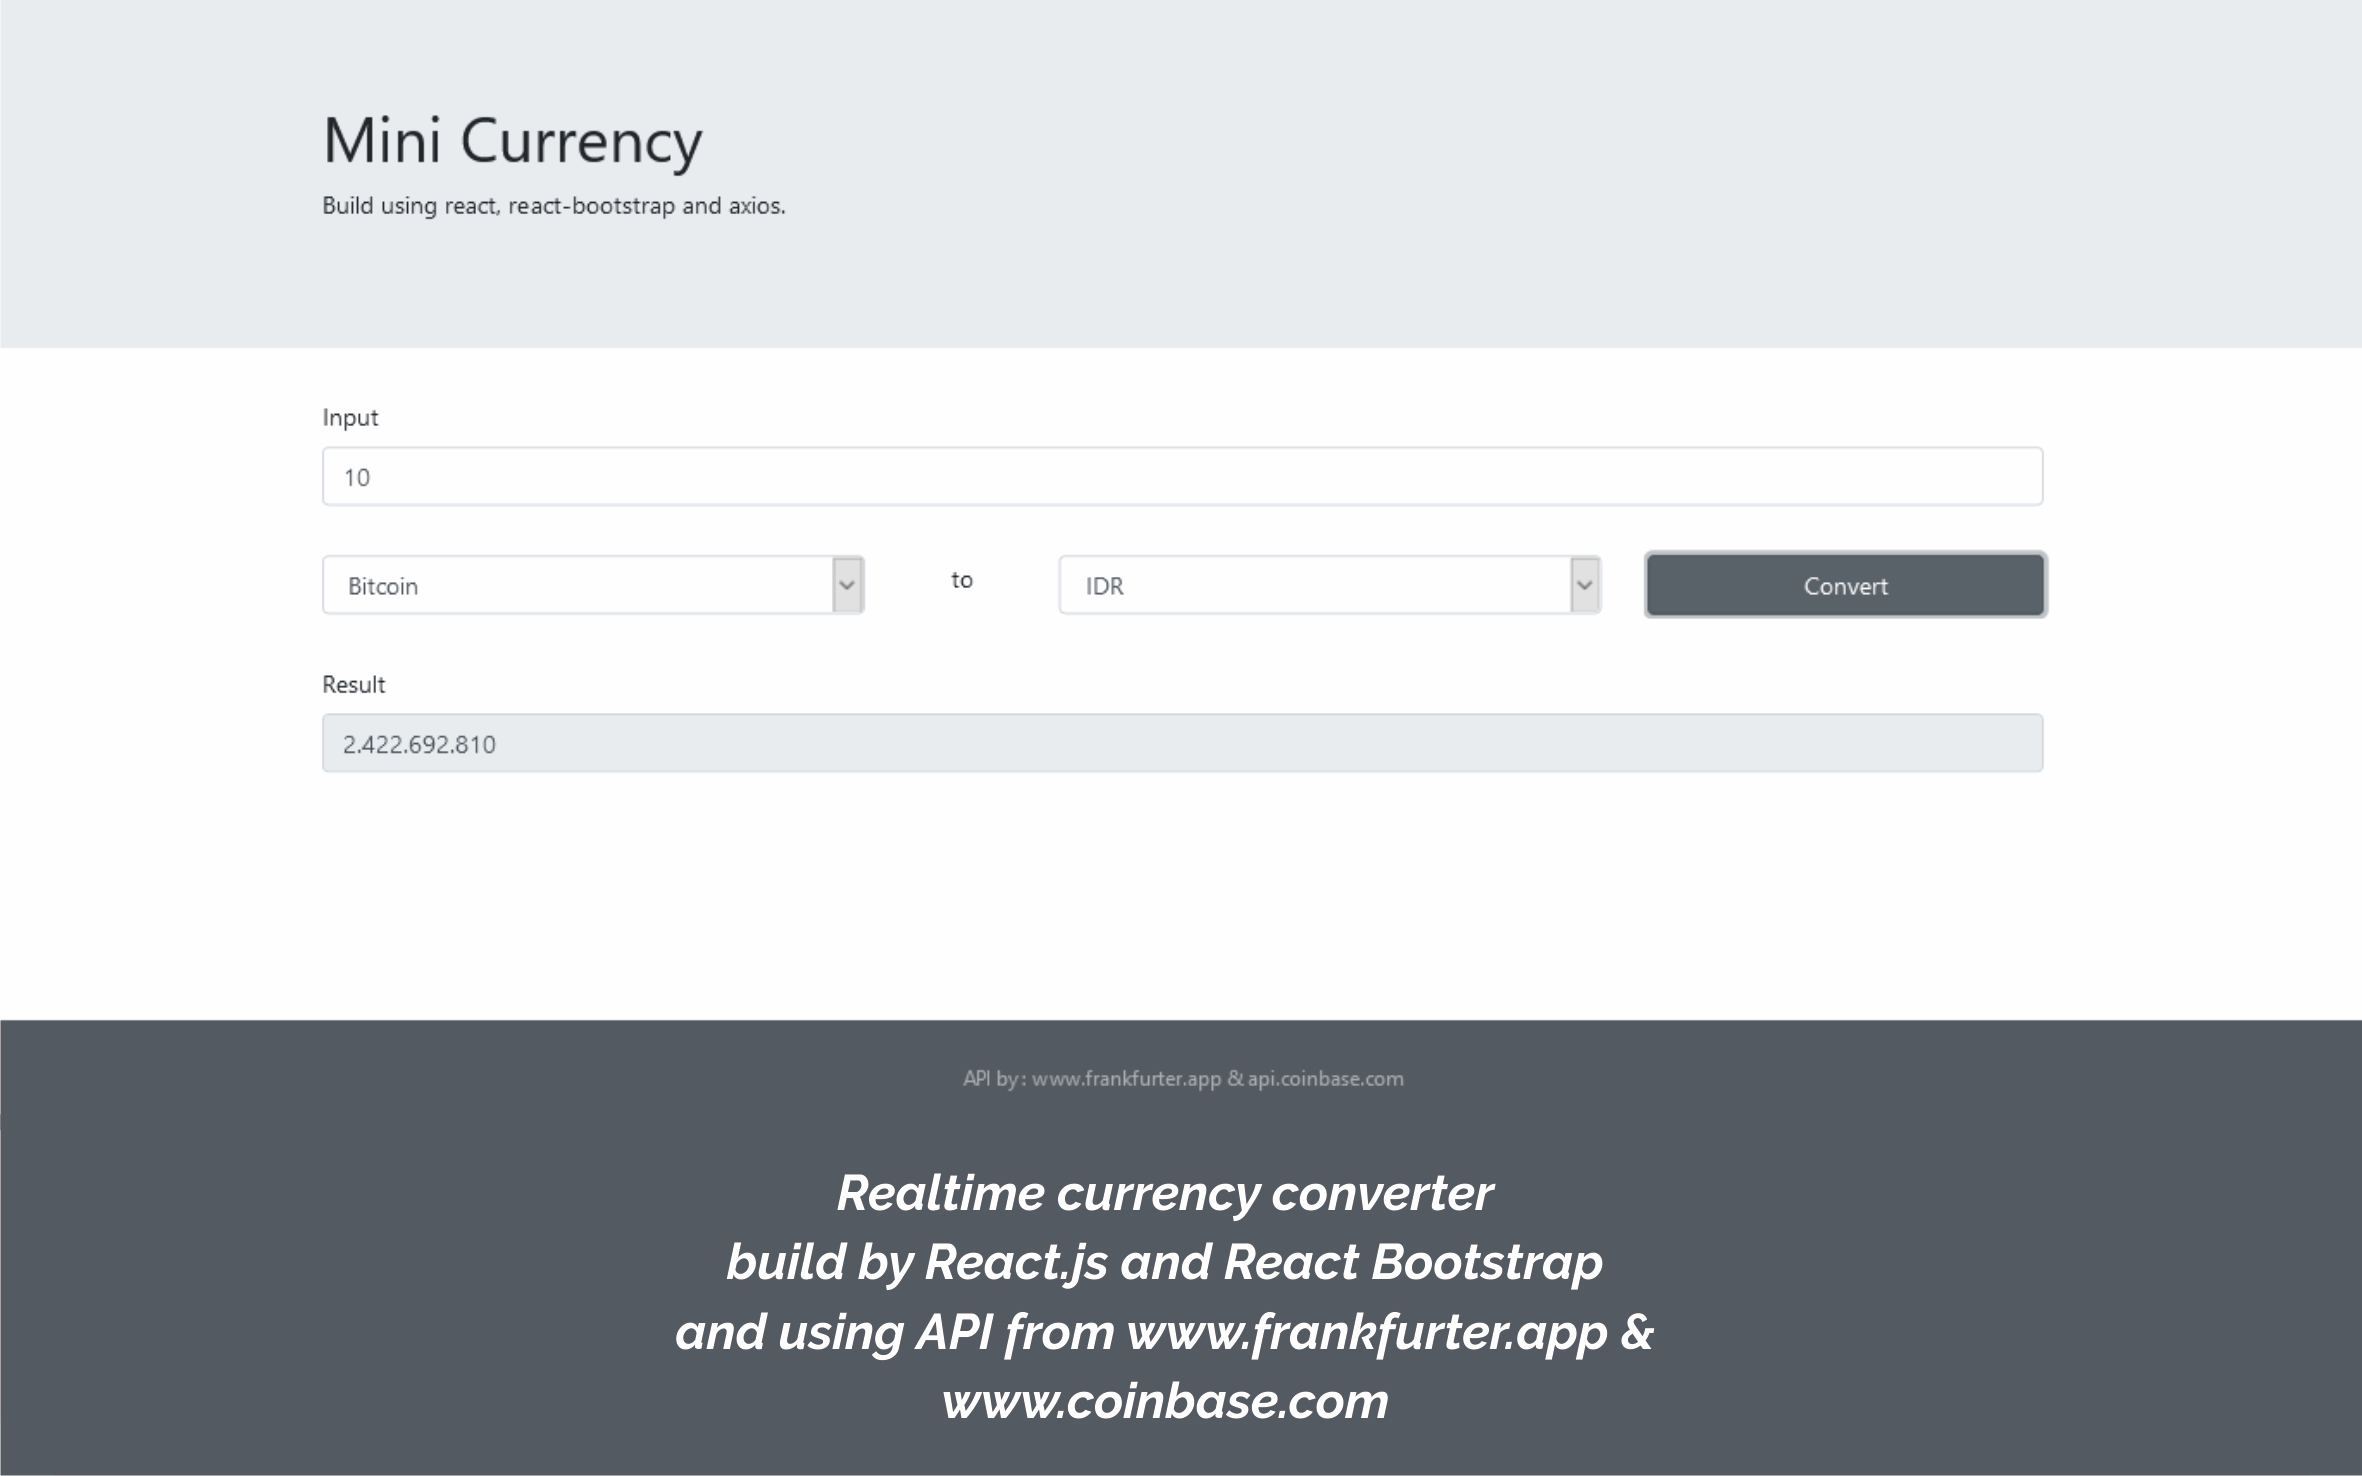 Mini Currency
Build using react, react-bootstrap and axios.
Input
10
Bitcoin
to
IDR
Convert
Result
2.422.692.810
API by : www.frankfurter.app & api.coinbase.com
Realtime currency converter
build by React.js and React Bootstrap
and using API from www.frankfurter.app &
www.coinbase.com